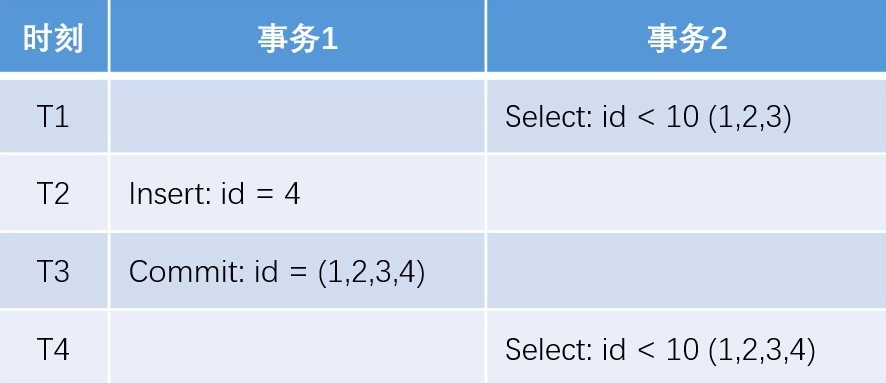 时刻 事务1 事务2
T1 Select: id < 10 (1,2,3)
T2 Insert: id = 4
T3 Commit: id = (1,2,3,4)
T4 Select: id < 10 (1,2,3,4)